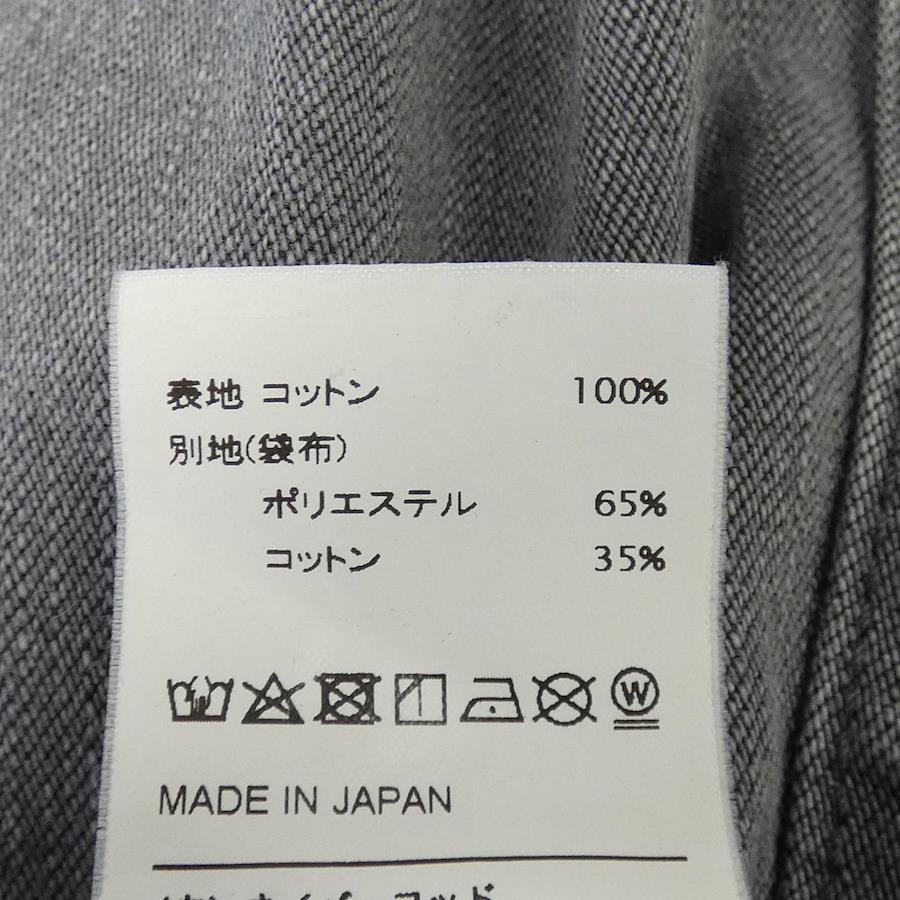 表地 コットン 100%
別地(袋布)
ポリエステル 65%
コットン 35%
W
MADE IN JAPAN